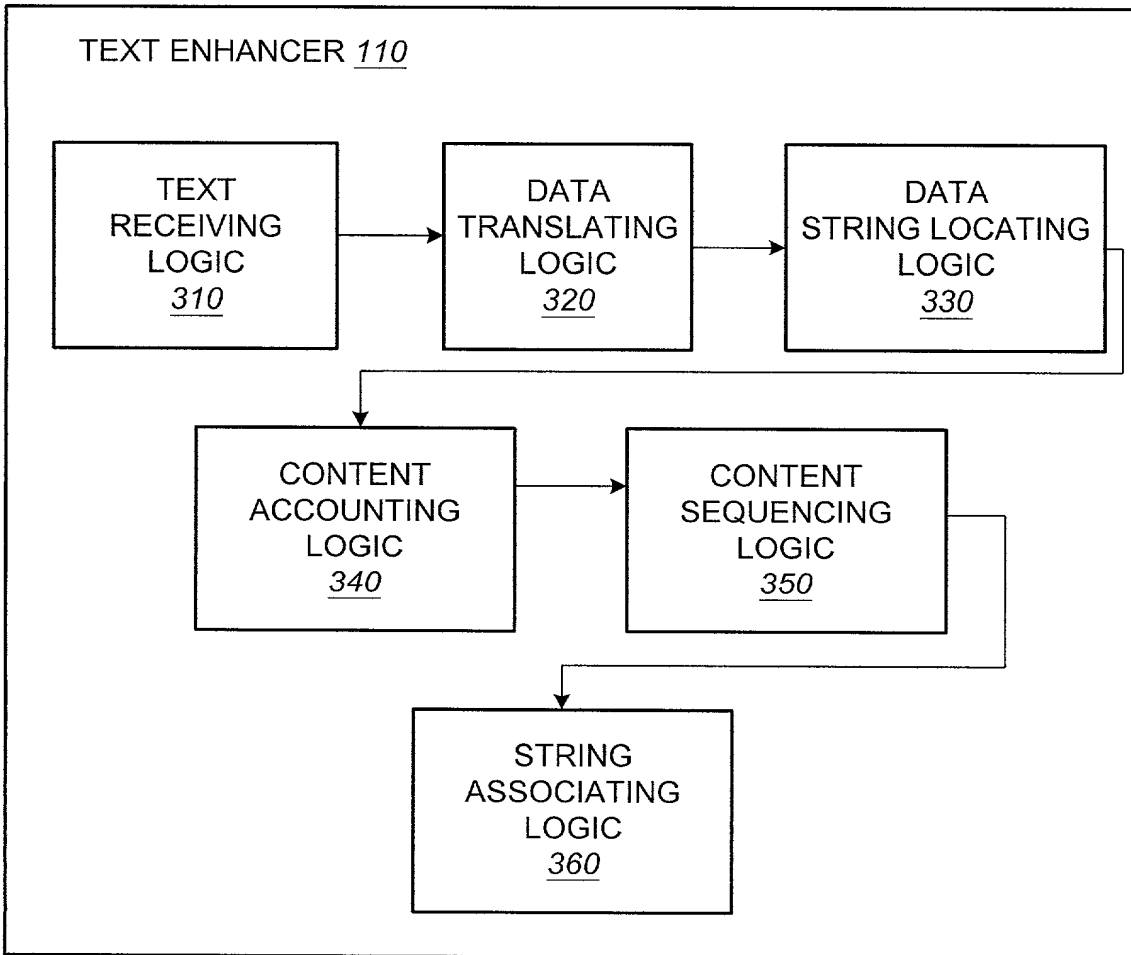 TEXT ENHANCER 110
TEXT
RECEIVING
LOGIC
310
DATA
TRANSLATING
LOGIC
320
DATA
STRING LOCATING
LOGIC
330
CONTENT
ACCOUNTING
LOGIC
340
CONTENT
SEQUENCING
LOGIC
350
STRING
ASSOCIATING
LOGIC
360